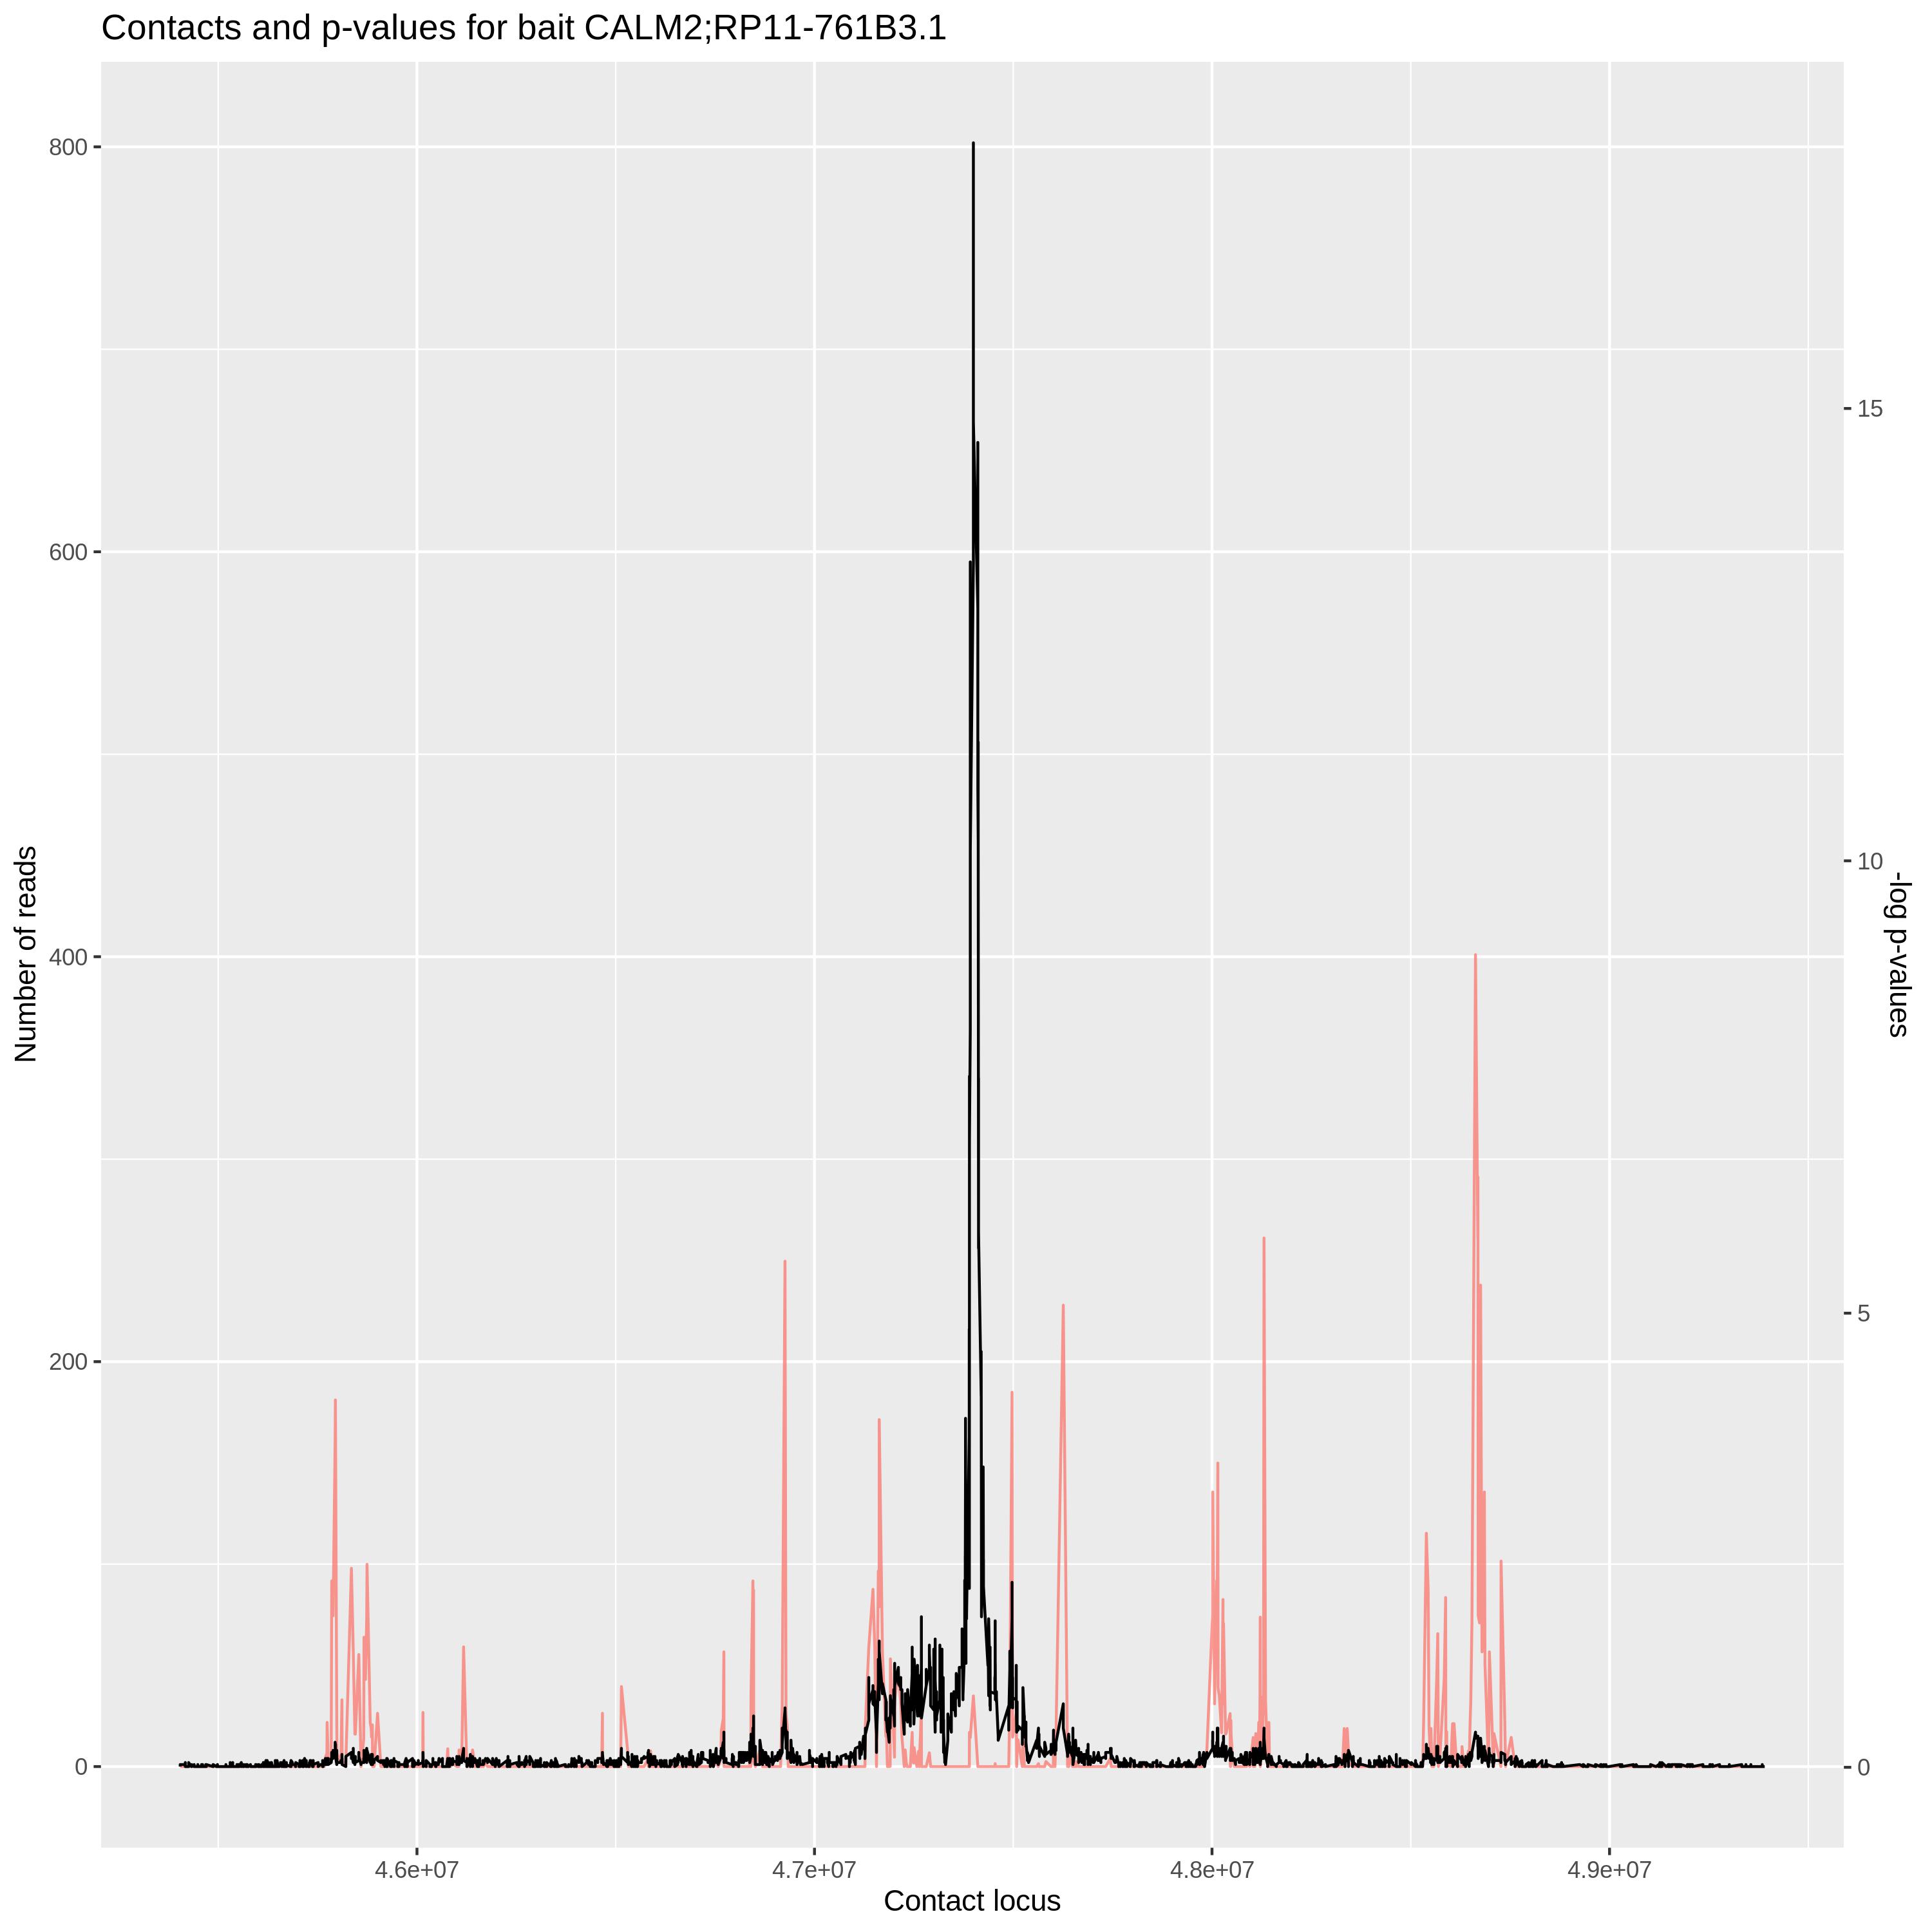 Contacts and p-values for bait CALM2;RP11-761B3.1
800
600
400
200
0
Number of reads
15
10
5
0
-log p-values
4.6e+07
4.7e+07
4.8e+07
4.9e+07
Contact locus